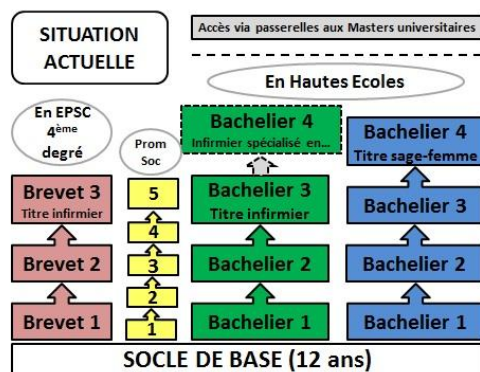 SITUATION
ACTUELLE
Accès via passerelles aux Masters universitaires
En Hautes Ecoles
En EPSC
4ème
degré
Prom
Soc
Bachelier 4
Infirmier spécialisé en...
Bachelier 4
Titre sage-femme
Brevet 3
Titre infirmier
5
Bachelier 3
Titre infirmier
Bachelier 3
4
Brevet 2
3
Bachelier 2
Bachelier 2
2
Brevet 1
1
Bachelier 1
Bachelier 1
SOCLE DE BASE (12 ans)